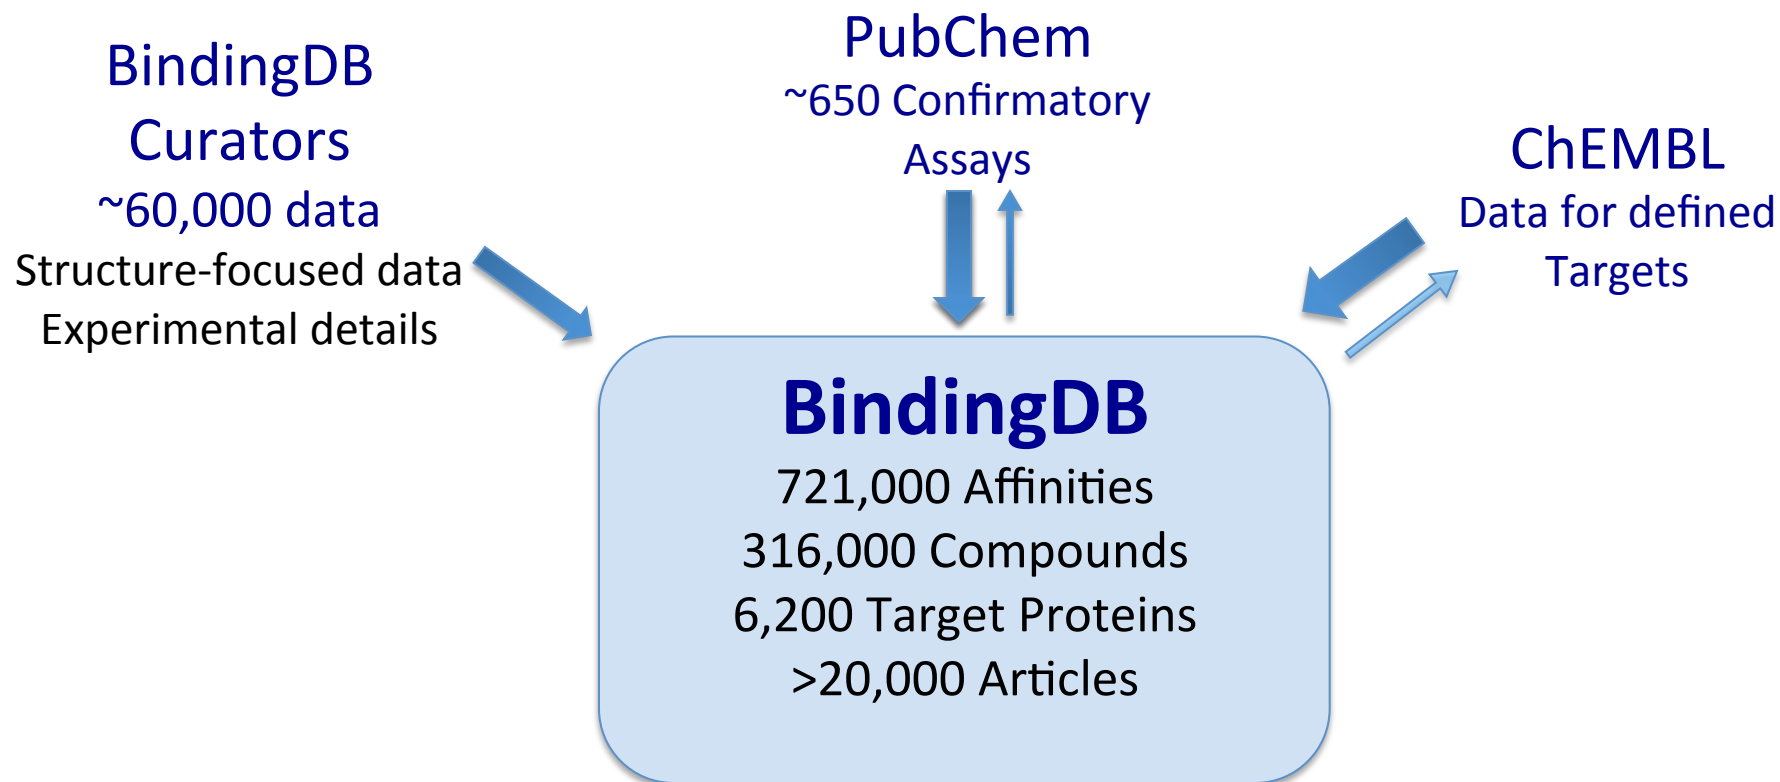 BindingDB
Curators
~60,000 data
Structure-focused data
Experimental details
PubChem
~650 Confirmatory
Assays
ChEMBL
Data for defined
Targets
BindingDB
721,000 Affinities
316,000 Compounds
6,200 Target Proteins
>20,000 Articles